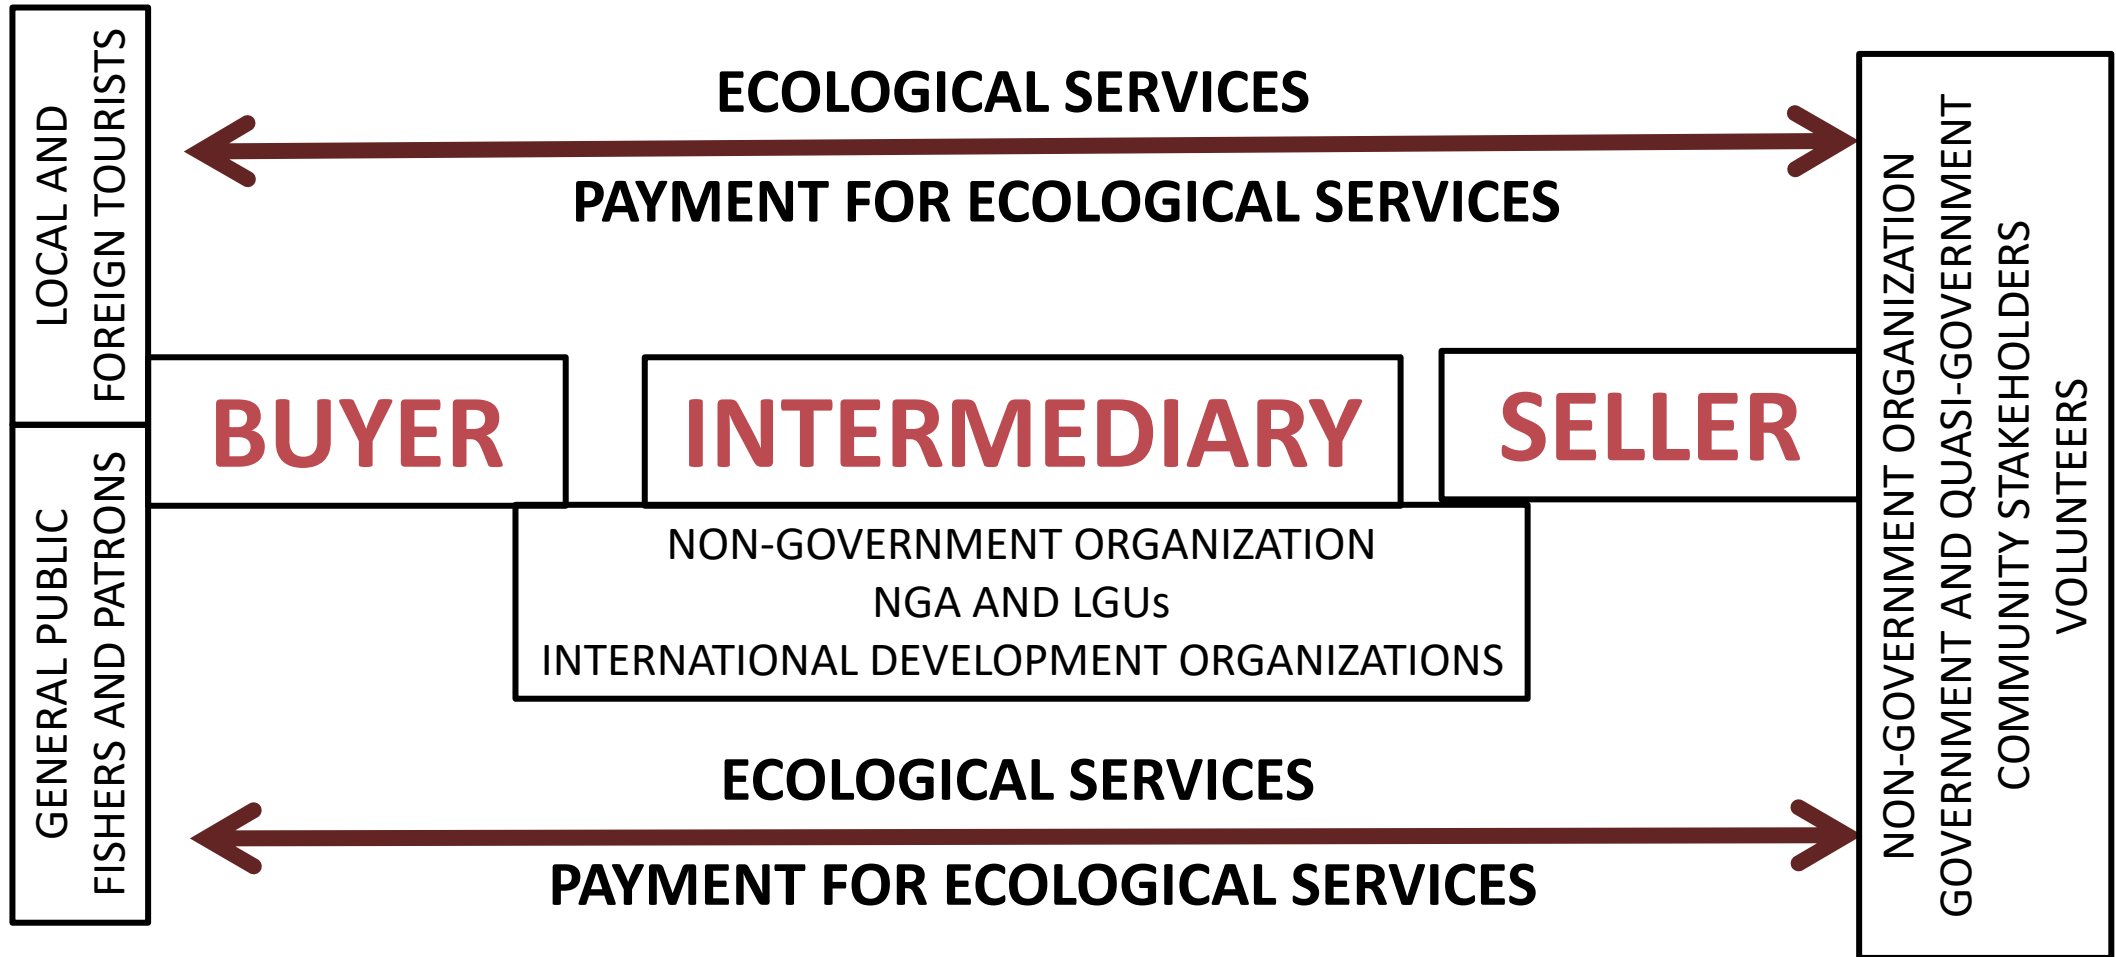 LOCAL AND
FOREIGN TOURISTS
GENERAL PUBLIC
FISHERS AND PATRONS
ECOLOGICAL SERVICES
PAYMENT FOR ECOLOGICAL SERVICES
BUYER
INTERMEDIARY
SELLER
NON-GOVERNMENT ORGANIZATION
NGA AND LGUs
INTERNATIONAL DEVELOPMENT ORGANIZATIONS
ECOLOGICAL SERVICES
PAYMENT FOR ECOLOGICAL SERVICES
NON-GOVERNMENT ORGANIZATION
GOVERNMENT AND QUASI-GOVERNMENT
COMMUNITY STAKEHOLDERS
VOLUNTEERS